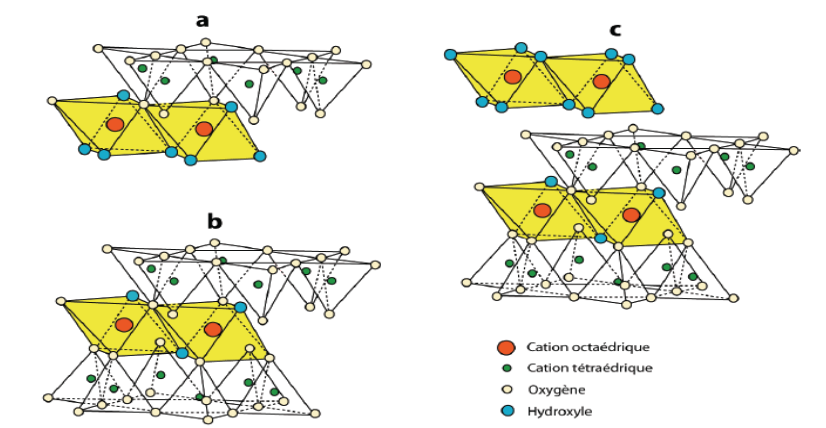 a
c
b
Cation octaédrique
Cation tétraédrique
Oxygène
Hydroxyle